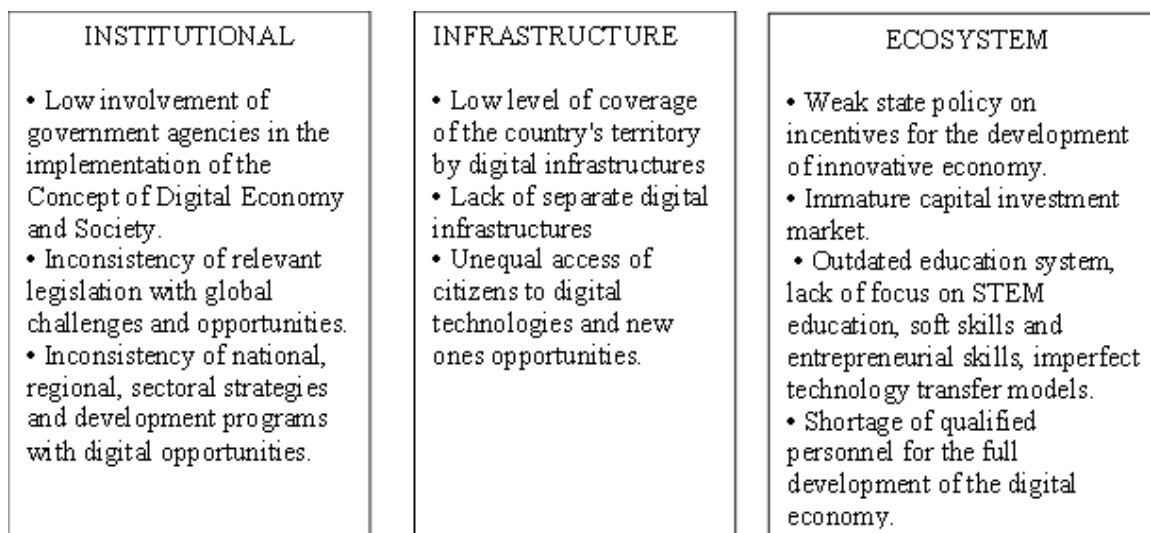 INSTITUTIONAL
• Low involvement of
government agencies in the
implementation of the
Concept of Digital Economy
and Society.
• Inconsistency of relevant
legislation with global
challenges and opportunities.
• Inconsistency of national,
regional, sectoral strategies
and development programs
with digital opportunities.
INFRASTRUCTURE
• Low level of coverage
of the country's territory
by digital infrastructures
• Lack of separate digital
infrastructures
• Unequal access of
citizens to digital
technologies and new
ones opportunities.
ECOSYSTEM
• Weak state policy on
incentives for the development
of innovative economy.
• Immature capital investment
market.
• Outdated education system,
lack of focus on STEM
education, soft skills and
entrepreneurial skills, imperfect
technology transfer models.
• Shortage of qualified
personnel for the full
development of the digital
economy.